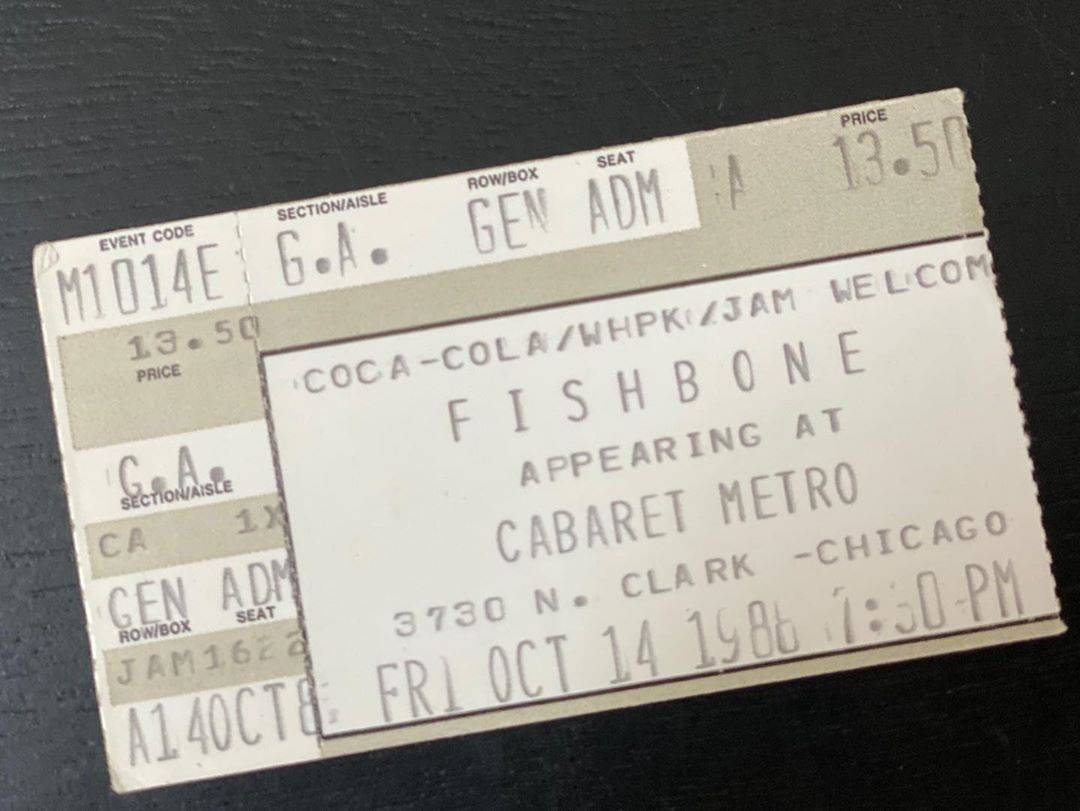 EVENT CODE SECTION/AISLE ROW/BOX SEAT PRICE
M1014E G.A. GEN ADM A 13.50
13.50
PRICE
COCA-COLA/WHPK/JAM WELCOM
FISHBONE
APPEARING AT
CABARET METRO
3730 N. CLARK -CHICAGO
FRI OCT 14 1988 7:30 PM
G.A.
SECTION/AISLE
CA 1X
GEN ADM
ROW/BOX SEAT
A14OCT8